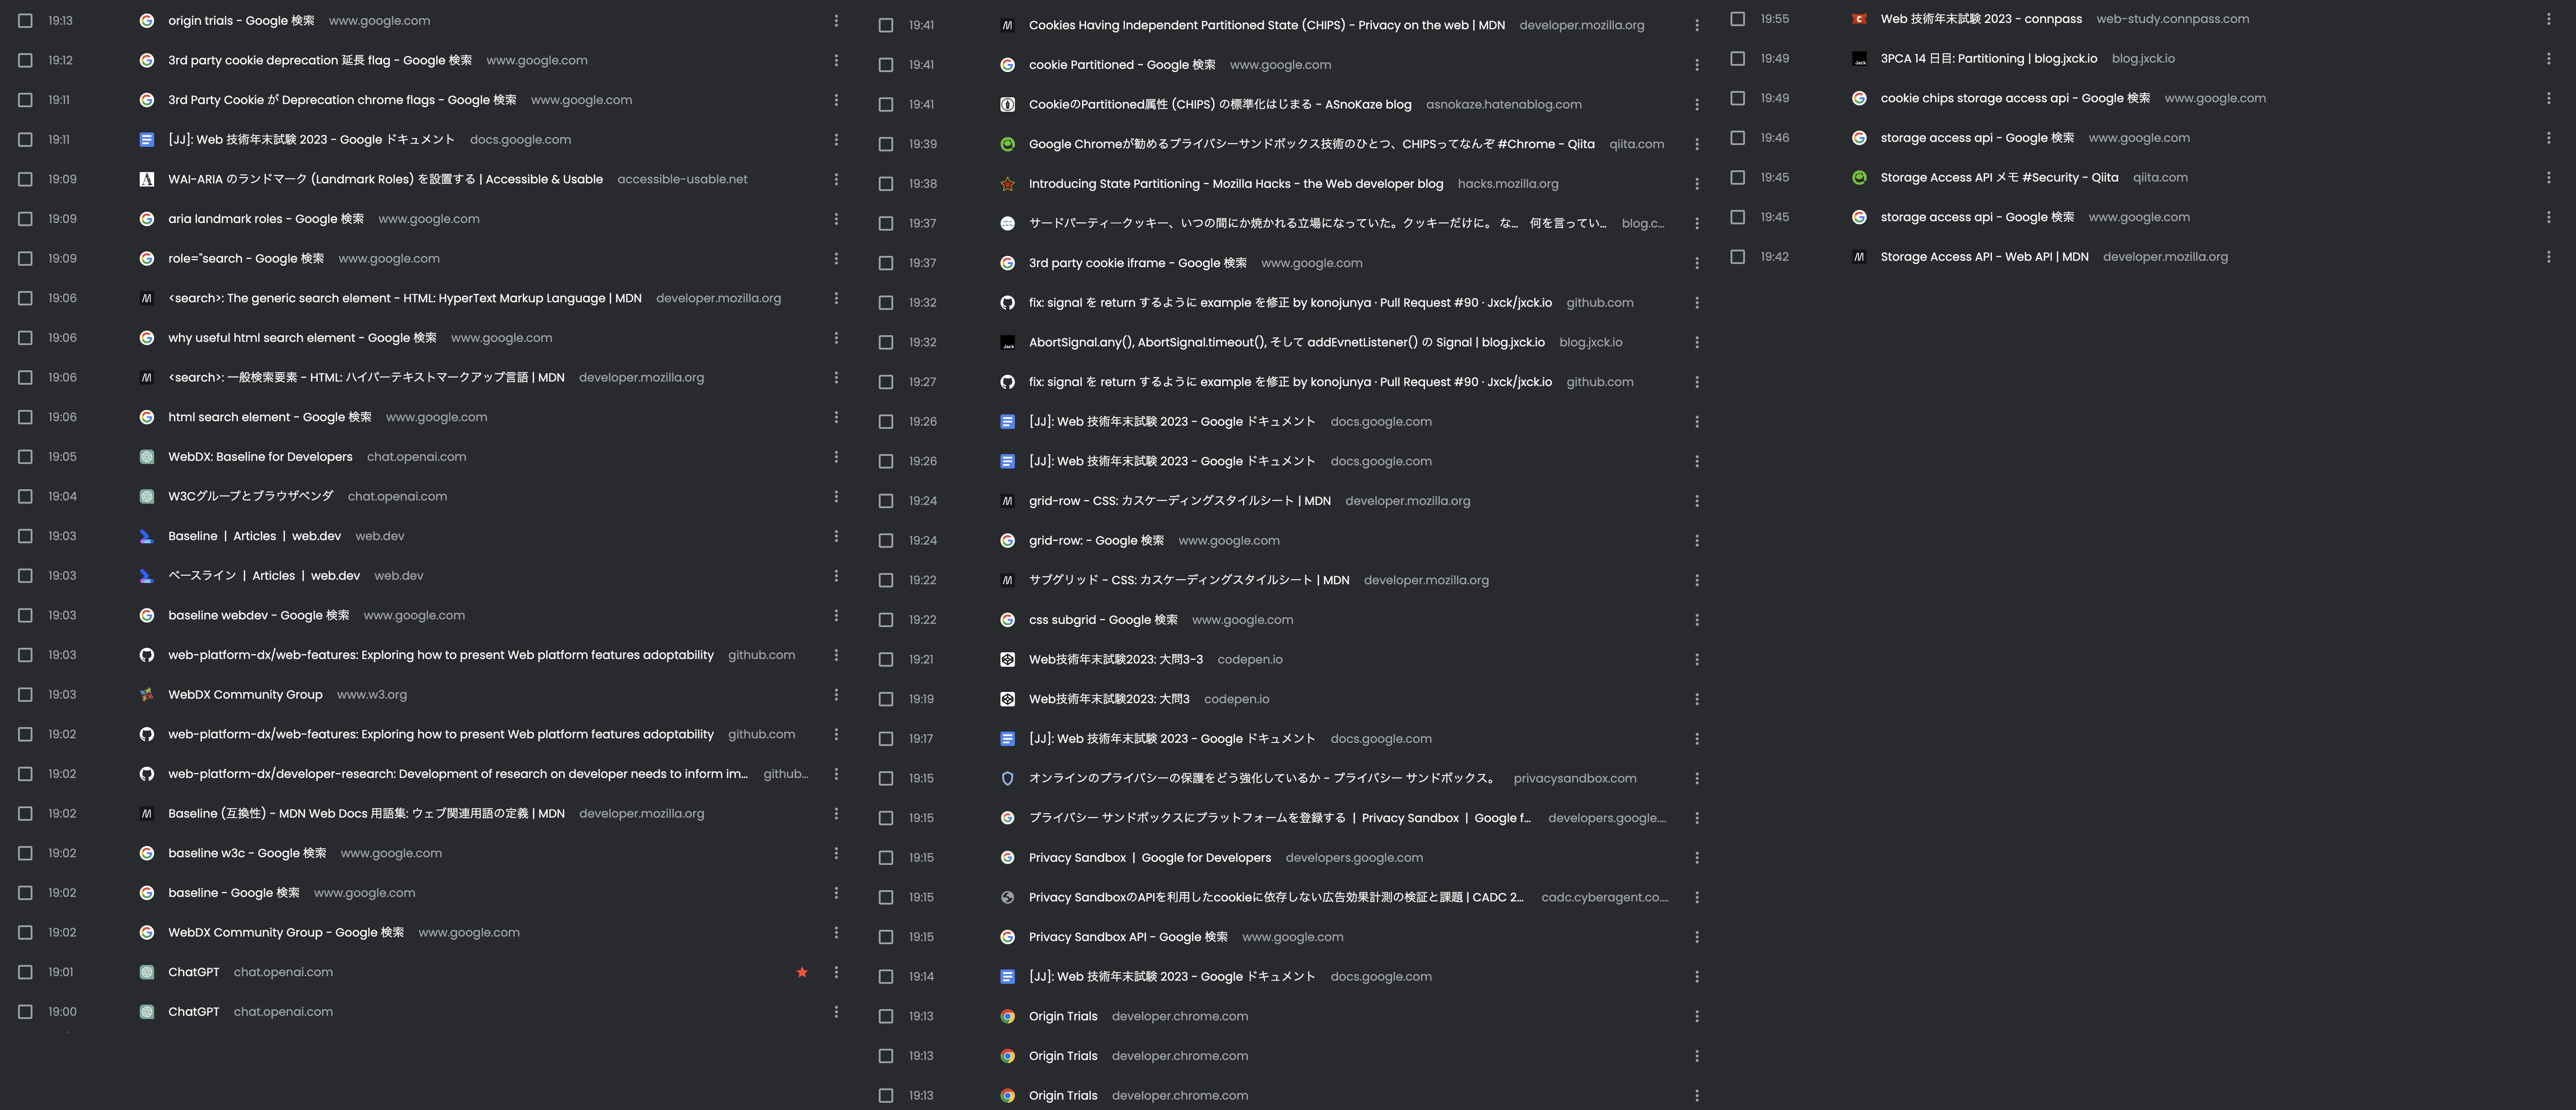 19:13 origin trials - Google 検索 www.google.com
19:12 3rd party cookie deprecation 延長 flag - Google 検索 www.google.com
19:11 3rd Party Cookie が Deprecation chrome flags - Google 検索 www.google.com
19:11 [JJ]: Web 技術年末試験 2023 - Google ドキュメント docs.google.com
19:09 WAI-ARIA のランドマーク (Landmark Roles) を設置する | Accessible & Usable accessible-usable.net
19:09 aria landmark roles - Google 検索 www.google.com
19:09 role="search - Google 検索 www.google.com
19:06 <search>: The generic search element - HTML: HyperText Markup Language | MDN developer.mozilla.org
19:06 why useful html search element - Google 検索 www.google.com
19:06 <search>: 一般検索要素 - HTML: ハイパーテキストマークアップ言語 | MDN developer.mozilla.org
19:06 html search element - Google 検索 www.google.com
19:05 WebDX: Baseline for Developers chat.openai.com
19:04 W3Cグループとブラウザベンダ chat.openai.com
19:03 Baseline | Articles | web.dev web.dev
19:03 ベースライン | Articles | web.dev web.dev
19:03 baseline webdev - Google 検索 www.google.com
19:03 web-platform-dx/web-features: Exploring how to present Web platform features adoptability github.com
19:03 WebDX Community Group www.w3.org
19:02 web-platform-dx/web-features: Exploring how to present Web platform features adoptability github.com
19:02 web-platform-dx/developer-research: Development of research on developer needs to inform im... github...
19:02 Baseline (互換性) - MDN Web Docs 用語集: ウェブ関連用語の定義 | MDN developer.mozilla.org
19:02 baseline w3c - Google 検索 www.google.com
19:02 baseline - Google 検索 www.google.com
19:02 WebDX Community Group - Google 検索 www.google.com
19:01 ChatGPT chat.openai.com
19:00 ChatGPT chat.openai.com
19:41 Cookies Having Independent Partitioned State (CHIPS) - Privacy on the web | MDN developer.mozilla.org
19:41 cookie Partitioned - Google 検索 www.google.com
19:41 CookieのPartitioned属性 (CHIPS) の標準化はじまる - ASnoKaze blog asnokaze.hatenablog.com
19:39 Google Chromeが勧めるプライバシーサンドボックス技術のひとつ、CHIPSってなんぞ #Chrome - Qiita qiita.com
19:38 Introducing State Partitioning - Mozilla Hacks - the Web developer blog hacks.mozilla.org
19:37 サードパーティークッキー、いつの間にか焼かれる立場になっていた。クッキーだけに。 な... 何を言ってい... blog.c...
19:37 3rd party cookie iframe - Google 検索 www.google.com
19:32 fix: signal を return するように example を修正 by konojunya · Pull Request #90 · Jxck/jxck.io github.com
19:32 Jack AbortSignal.any(), AbortSignal.timeout(), そして addEvnetListener() の Signal | blog.jxck.io blog.jxck.io
19:27 fix: signal を return するように example を修正 by konojunya · Pull Request #90 · Jxck/jxck.io github.com
19:26 [JJ]: Web 技術年末試験 2023 - Google ドキュメント docs.google.com
19:26 [JJ]: Web 技術年末試験 2023 - Google ドキュメント docs.google.com
19:24 grid-row - CSS: カスケーディングスタイルシート | MDN developer.mozilla.org
19:24 grid-row: - Google 検索 www.google.com
19:22 サブグリッド - CSS: カスケーディングスタイルシート | MDN developer.mozilla.org
19:22 css subgrid - Google 検索 www.google.com
19:21 Web技術年末試験2023: 大問3-3 codepen.io
19:19 Web技術年末試験2023: 大問3 codepen.io
19:17 [JJ]: Web 技術年末試験 2023 - Google ドキュメント docs.google.com
19:15 オンラインのプライバシーの保護をどう強化しているか - プライバシー サンドボックス。 privacysandbox.com
19:15 プライバシー サンドボックスにプラットフォームを登録する | Privacy Sandbox | Google f... developers.google....
19:15 Privacy Sandbox | Google for Developers developers.google.com
19:15 Privacy SandboxのAPIを利用したcookieに依存しない広告効果計測の検証と課題 | CADC 2... cadc.cyberagent.co....
19:15 Privacy Sandbox API - Google 検索 www.google.com
19:14 [JJ]: Web 技術年末試験 2023 - Google ドキュメント docs.google.com
19:13 Origin Trials developer.chrome.com
19:13 Origin Trials developer.chrome.com
19:13 Origin Trials developer.chrome.com
19:55 Web 技術年末試験 2023 - connpass web-study.connpass.com
19:49 Jack 3PCA 14 日目: Partitioning | blog.jxck.io blog.jxck.io
19:49 cookie chips storage access api - Google 検索 www.google.com
19:46 storage access api - Google 検索 www.google.com
19:45 Storage Access API メモ #Security - Qiita qiita.com
19:45 storage access api - Google 検索 www.google.com
19:42 Storage Access API - Web API | MDN developer.mozilla.org